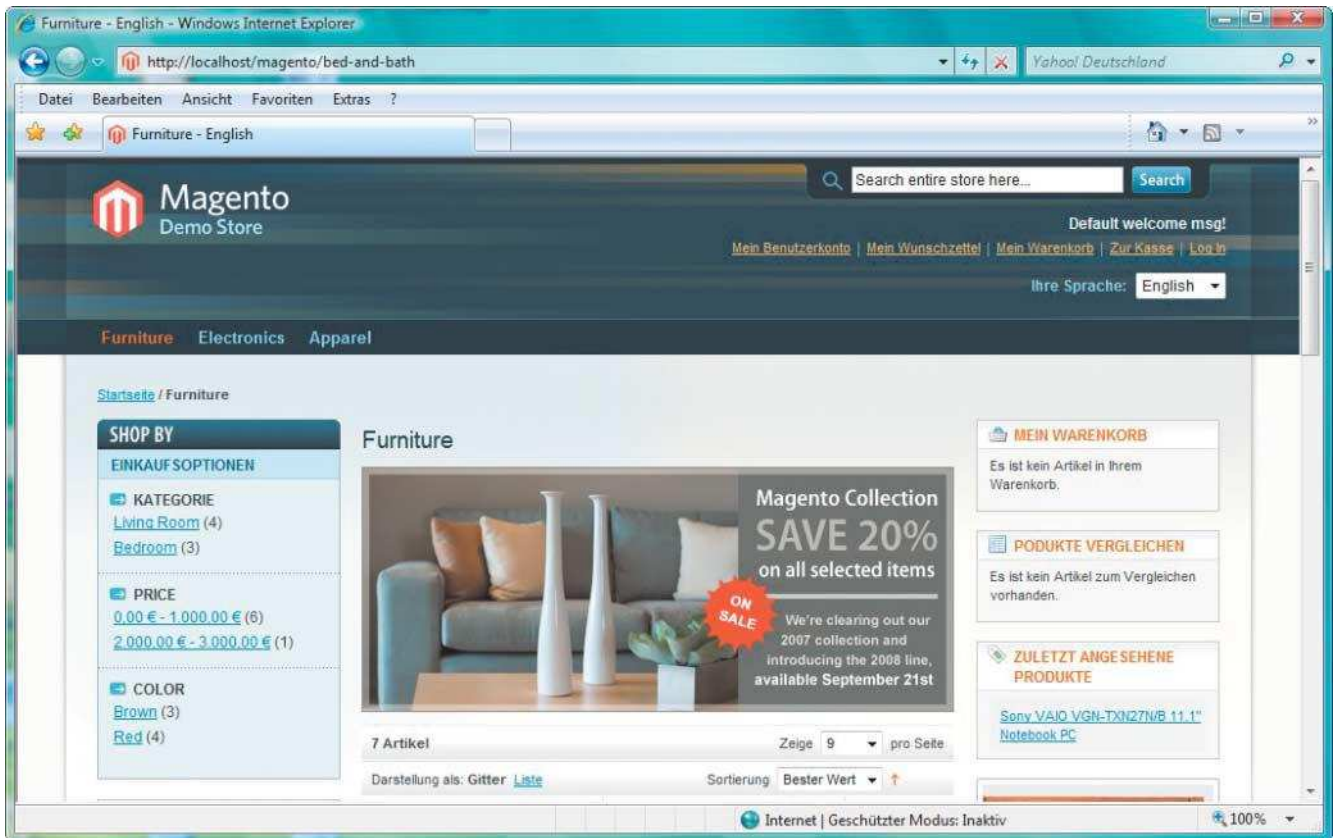 Furniture - English - Windows Internet Explorer
http://localhost/magento/bed-and-bath
Yahoo! Deutschland
Datei Bearbeiten Ansicht Favoriten Extras ?
Furniture - English
Magento
Demo Store
Search entire store here...
Search
Default welcome msg!
Mein Benutzerkonto | Mein Wunschzettel | Mein Warenkorb | Zur Kasse | Log In
Ihre Sprache: English
Furniture Electronics Apparel
Startseite / Furniture
SHOP BY
EINKAUFSOPTIONEN
KATEGORIE
Living Room (4)
Bedroom (3)
PRICE
0,00 € - 1.000,00 € (6)
2.000,00 € - 3.000,00 € (1)
COLOR
Brown (3)
Red (4)
Furniture
Magento Collection
SAVE 20%
on all selected items
ON
SALE
We're clearing out our
2007 collection and
introducing the 2008 line,
available September 21st
7 Artikel
Zeige 9 pro Seite
Darstellung als: Gitter Liste
Sortierung Bester Wert
MEIN WARENKORB
Es ist kein Artikel in Ihrem
Warenkorb.
PODUKTE VERGLEICHEN
Es ist kein Artikel zum Vergleichen
vorhanden.
ZULETZT ANGESEHENE
PRODUKTE
Sony VAIO VGN-TXN27N/B 11.1"
Notebook PC
Internet | Geschützter Modus: Inaktiv
100%